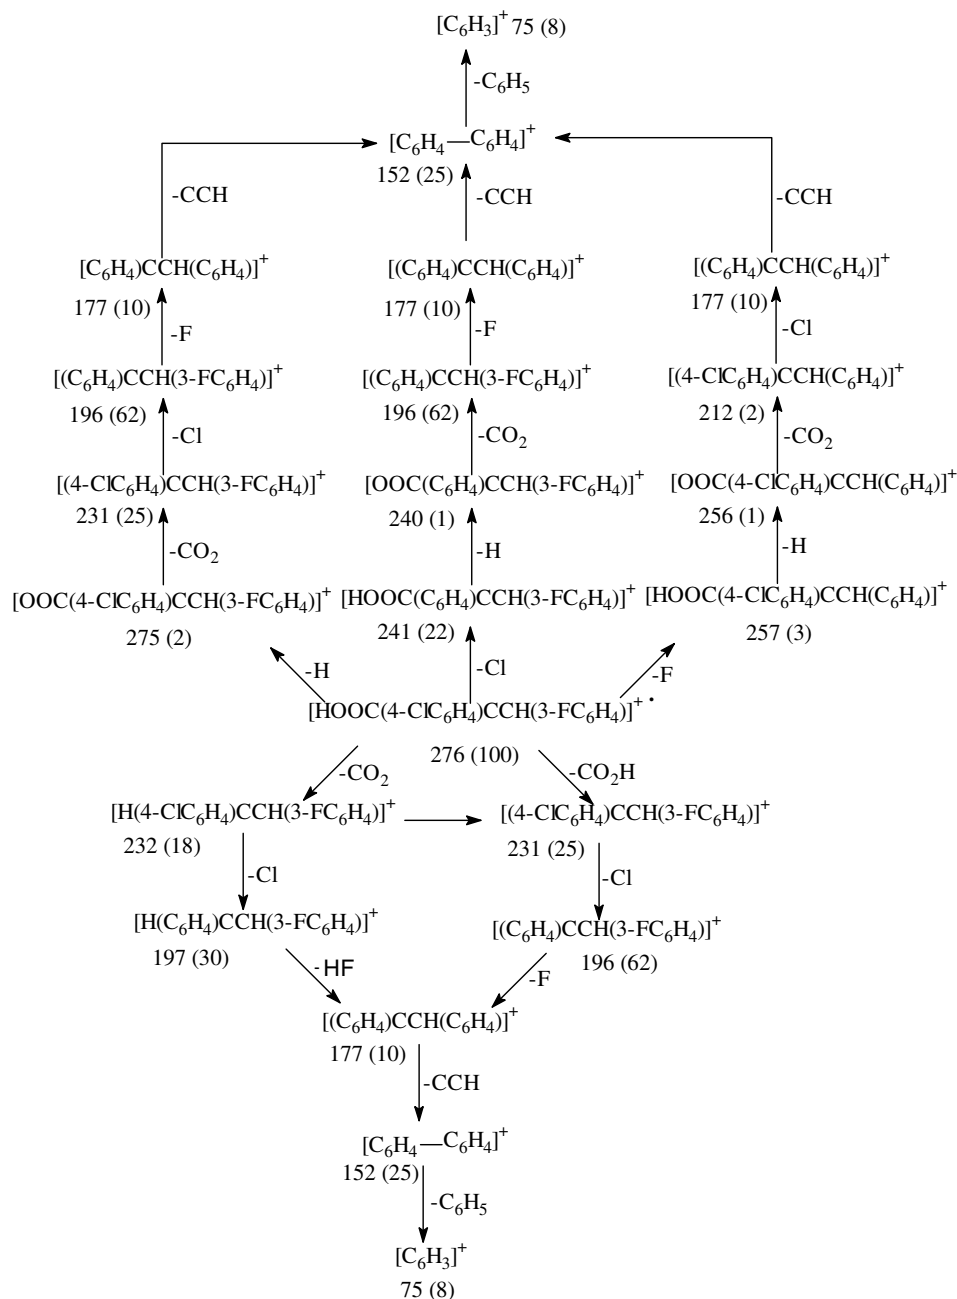 [C₆H₃]⁺ 75 (8)
-C₆H₅
[C₆H₄—C₆H₄]⁺
152 (25)
-CCH -CCH -CCH
[C₆H₄)CCH(C₆H₄)]⁺ [(C₆H₄)CCH(C₆H₄)]⁺ [(C₆H₄)CCH(C₆H₄)]⁺
177 (10) 177 (10) 177 (10)
-F -F -Cl
[(C₆H₄)CCH(3-FC₆H₄)]⁺ [(C₆H₄)CCH(3-FC₆H₄)]⁺ [(4-ClC₆H₄)CCH(C₆H₄)]⁺
196 (62) 196 (62) 212 (2)
-Cl -CO₂ -CO₂
[(4-ClC₆H₄)CCH(3-FC₆H₄)]⁺ [OOC(C₆H₄)CCH(3-FC₆H₄)]⁺ [OOC(4-ClC₆H₄)CCH(C₆H₄)]⁺
231 (25) 240 (1) 256 (1)
-CO₂ -H -H
[OOC(4-ClC₆H₄)CCH(3-FC₆H₄)]⁺ [HOOC(C₆H₄)CCH(3-FC₆H₄)]⁺ [HOOC(4-ClC₆H₄)CCH(C₆H₄)]⁺
275 (2) 241 (22) 257 (3)
-H -Cl -F
[HOOC(4-ClC₆H₄)CCH(3-FC₆H₄)]⁺·
276 (100)
-CO₂ -CO₂H
[H(4-ClC₆H₄)CCH(3-FC₆H₄)]⁺ [(4-ClC₆H₄)CCH(3-FC₆H₄)]⁺
232 (18) 231 (25)
-Cl -Cl
[H(C₆H₄)CCH(3-FC₆H₄)]⁺ [(C₆H₄)CCH(3-FC₆H₄)]⁺
197 (30) 196 (62)
-HF -F
[(C₆H₄)CCH(C₆H₄)]⁺
177 (10)
-CCH
[C₆H₄—C₆H₄]⁺
152 (25)
-C₆H₅
[C₆H₃]⁺
75 (8)